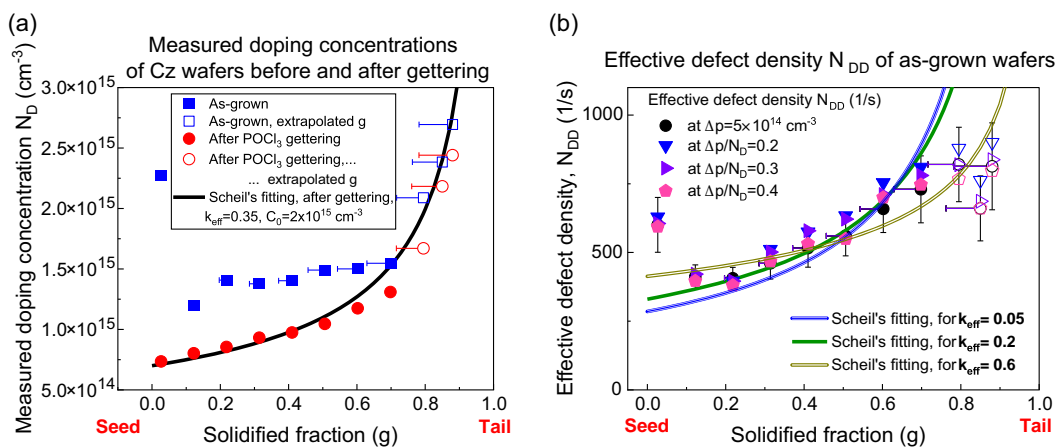 (a)
Measured doping concentrations
of Cz wafers before and after gettering
Measured doping concentration N_D (cm⁻³)
3.0×10¹⁵
2.5×10¹⁵
2.0×10¹⁵
1.5×10¹⁵
1.0×10¹⁵
5.0×10¹⁴
As-grown
As-grown, extrapolated g
After POCl₃ gettering
After POCl₃ gettering,...
... extrapolated g
Scheil's fitting, after gettering,
k_eff=0.35, C₀=2x10¹⁵ cm⁻³
0.0 0.2 0.4 0.6 0.8 1.0
Seed Solidified fraction (g) Tail
(b)
Effective defect density N_DD of as-grown wafers
Effective defect density, N_DD (1/s)
1000
500
0
Effective defect density N_DD (1/s)
at Δp=5×10¹⁴ cm⁻³
at Δp/N_D=0.2
at Δp/N_D=0.3
at Δp/N_D=0.4
Scheil's fitting, for k_eff= 0.05
Scheil's fitting, for k_eff= 0.2
Scheil's fitting, for k_eff= 0.6
0.0 0.2 0.4 0.6 0.8 1.0
Seed Solidified fraction (g) Tail